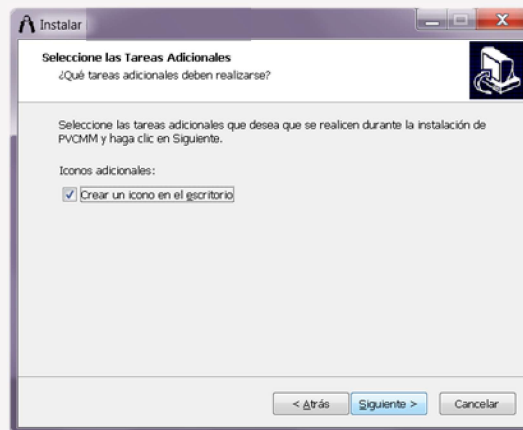 Instalar
Seleccione las Tareas Adicionales
¿Qué tareas adicionales deben realizarse?
Seleccione las tareas adicionales que desea que se realicen durante la instalación de
PVCMM y haga clic en Siguiente.
Iconos adicionales:
Crear un icono en el escritorio
< Atrás
Siguiente >
Cancelar